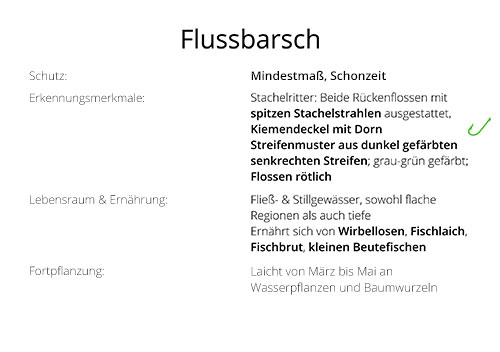 Flussbarsch
Schutz: Mindestmaß, Schonzeit
Erkennungsmerkmale: Stachelritter: Beide Rückenflossen mit
spitzen Stachelstrahlen ausgestattet,
Kiemendeckel mit Dorn
Streifenmuster aus dunkel gefärbten
senkrechten Streifen; grau-grün gefärbt;
Flossen rötlich
Lebensraum & Ernährung: Fließ- & Stillgewässer, sowohl flache
Regionen als auch tiefe
Ernährt sich von Wirbellosen, Fischlaich,
Fischbrut, kleinen Beutefischen
Fortpflanzung: Laicht von März bis Mai an
Wasserpflanzen und Baumwurzeln